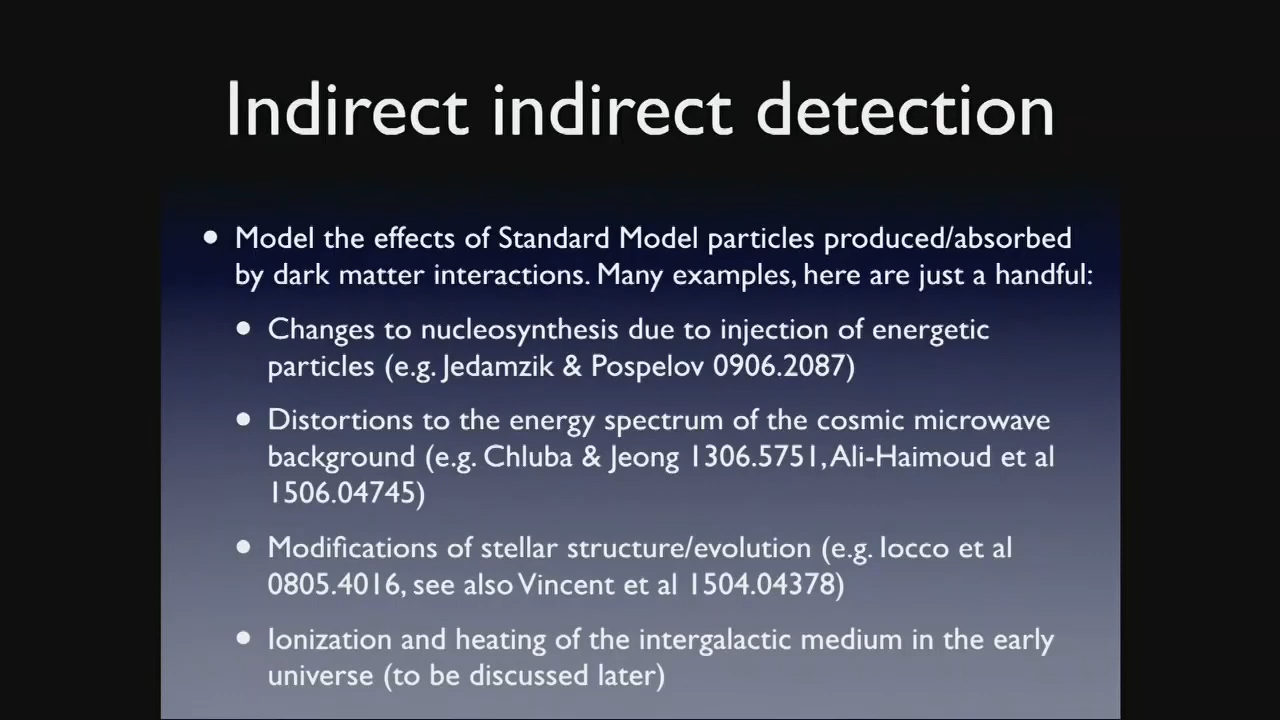 Indirect indirect detection
• Model the effects of Standard Model particles produced/absorbed
by dark matter interactions. Many examples, here are just a handful:
• Changes to nucleosynthesis due to injection of energetic
particles (e.g. Jedamzik & Pospelov 0906.2087)
• Distortions to the energy spectrum of the cosmic microwave
background (e.g. Chluba & Jeong 1306.5751, Ali-Haimoud et al
1506.04745)
• Modifications of stellar structure/evolution (e.g. Iocco et al
0805.4016, see also Vincent et al 1504.04378)
• Ionization and heating of the intergalactic medium in the early
universe (to be discussed later)